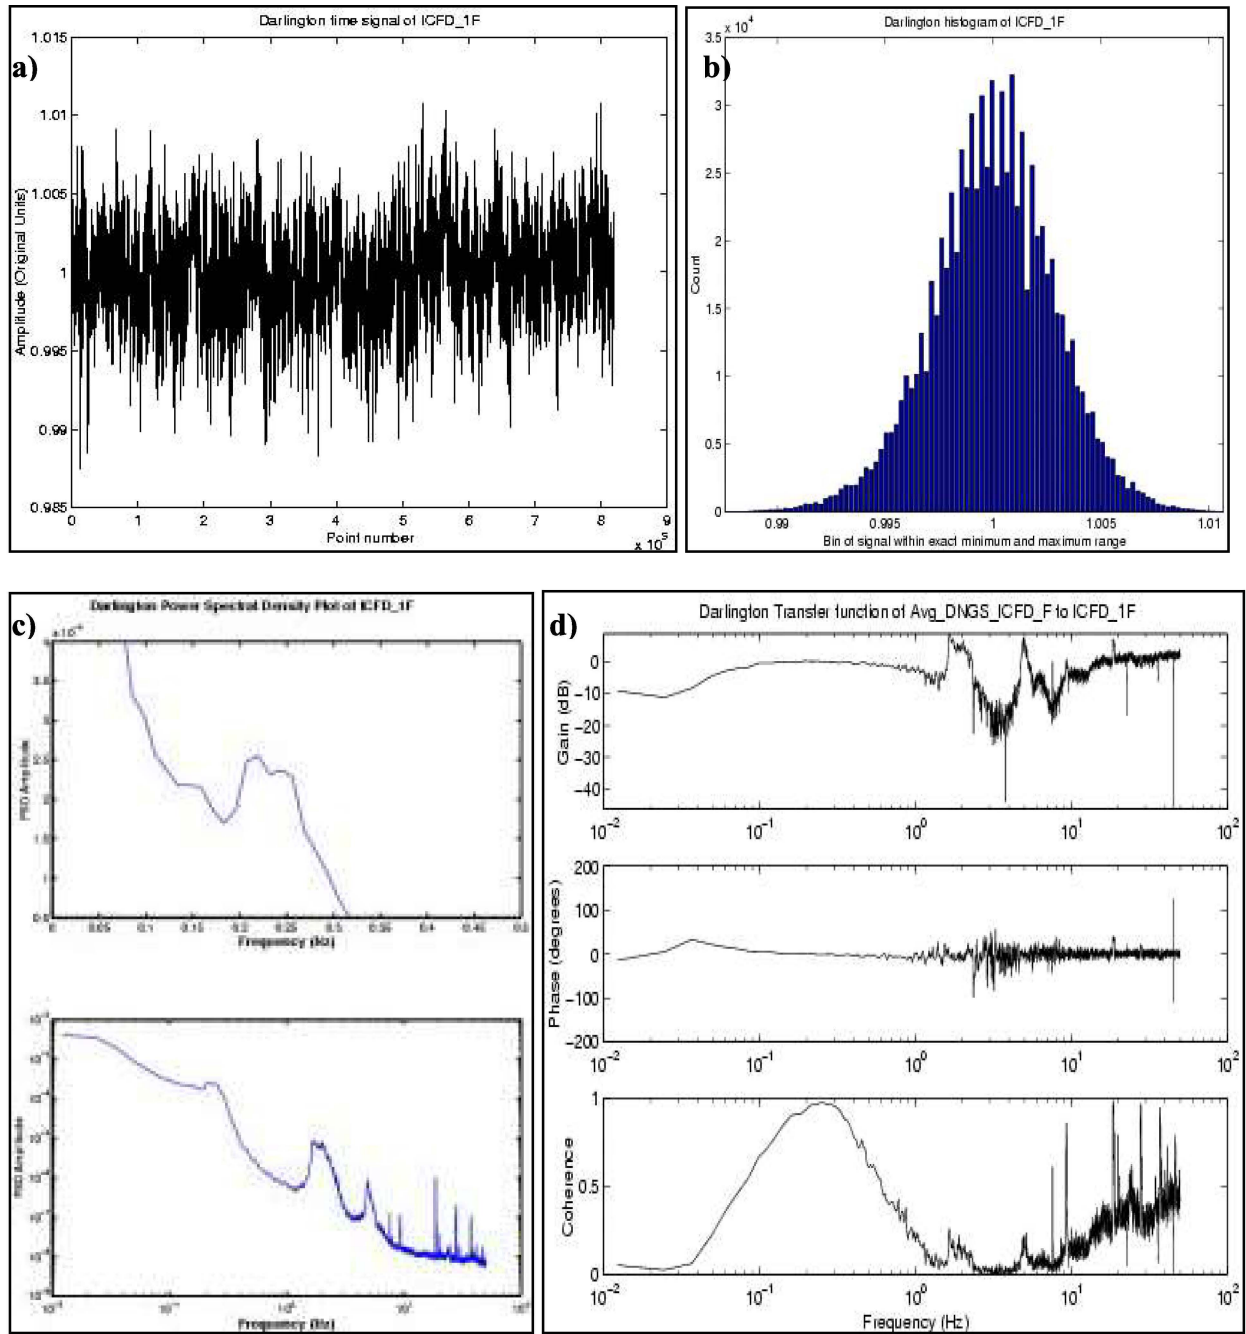 Darlington time signal of ICFD_1F
a)
1.015
1.01
1.005
1
0.995
0.99
0.985
Amplitude (Original Units)
0 1 2 3 4 5 6 7 8 9
Point number
x 10^5
Darlington histogram of ICFD_1F
b)
x 10^4
3.5
3
2.5
2
1.5
1
0.5
0
Count
0.99 0.995 1 1.005 1.01
Bin of signal within exact minimum and maximum range
Darlington Power Spectral Density Plot of ICFD_1F
c)
PSD Amplitude
0 0.05 0.1 0.15 0.2 0.25 0.3 0.35 0.4 0.45 0.5
Frequency (Hz)
PSD Amplitude
Frequency (Hz)
Darlington Transfer function of Avg_DNGS_ICFD_F to ICFD_1F
d)
0
-10
-20
-30
-40
Gain (dB)
10^-2 10^-1 10^0 10^1 10^2
200
100
0
-100
-200
Phase (degrees)
10^-2 10^-1 10^0 10^1 10^2
1
0.5
0
Coherence
10^-2 10^-1 10^0 10^1 10^2
Frequency (Hz)